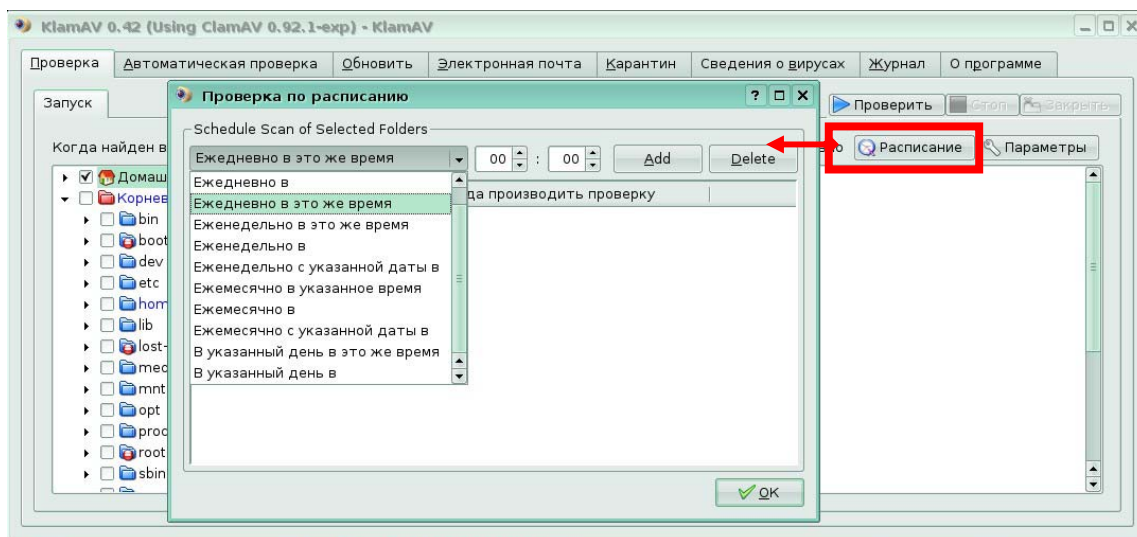 KlamAV 0.42 (Using ClamAV 0.92.1-exp) - KlamAV
Проверка Автоматическая проверка Обновить Электронная почта Карантин Сведения о вирусах Журнал О программе
Запуск
Проверка по расписанию
Проверить Стоп Закрыть
Schedule Scan of Selected Folders
Когда найден в
Расписание Параметры
Ежедневно в это же время 00 : 00 Add Delete
Домаш
Ежедневно в
Корнев
Ежедневно в это же время
да производить проверку
bin
Еженедельно в это же время
boot
Еженедельно в
dev
Еженедельно с указанной даты в
etc
Ежемесячно в указанное время
hom
Ежемесячно в
lib
Ежемесячно с указанной даты в
lost-
В указанный день в это же время
med
В указанный день в
mnt
opt
proc
root
sbin
OK